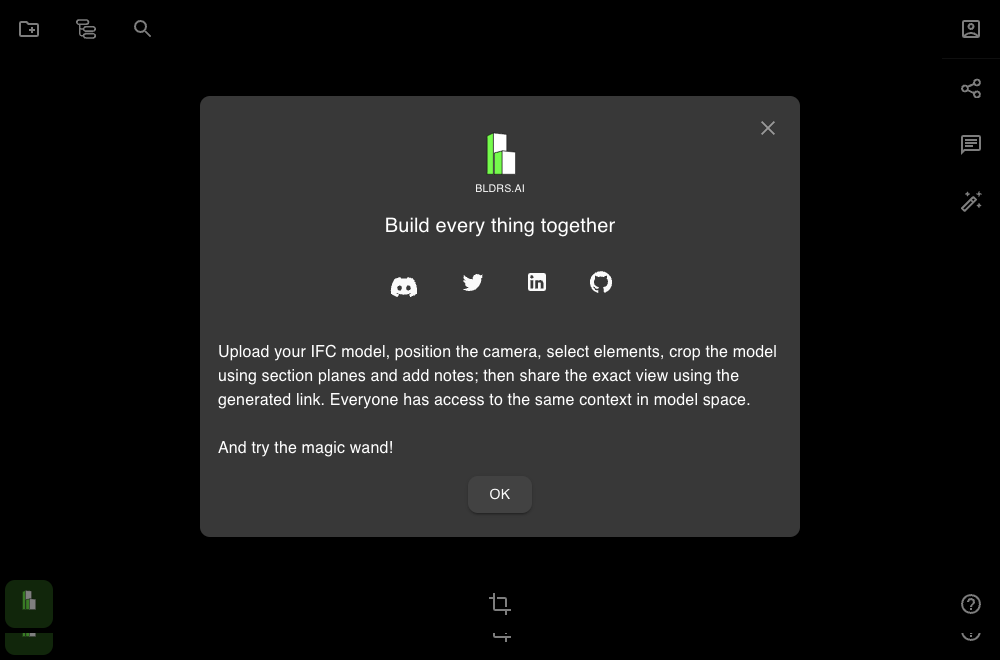 BLDRS.AI
Build every thing together
Upload your IFC model, position the camera, select elements, crop the model
using section planes and add notes; then share the exact view using the
generated link. Everyone has access to the same context in model space.
And try the magic wand!
OK